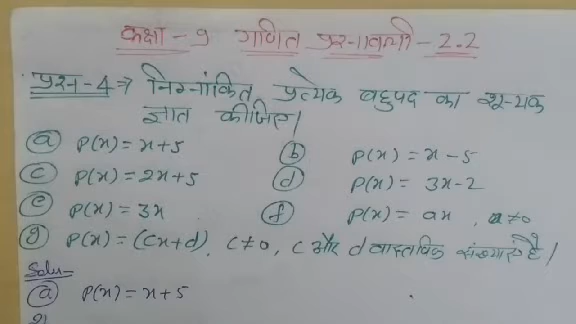 कक्षा - 9 गणित प्रश्नावली - 2.2
प्रश्न-4 ⇒ निम्नांकित प्रत्येक बहुपद का शून्यक
ज्ञात कीजिए।
(a) P(x) = x+5 (b) P(x) = x-5
(c) P(x) = 2x+5 (d) P(x) = 3x-2
(e) P(x) = 3x (f) P(x) = ax, a≠0
(g) P(x) = (cx+d), c≠0, c और d वास्तविक संख्याएँ है।
Solu-
(a) P(x) = x+5